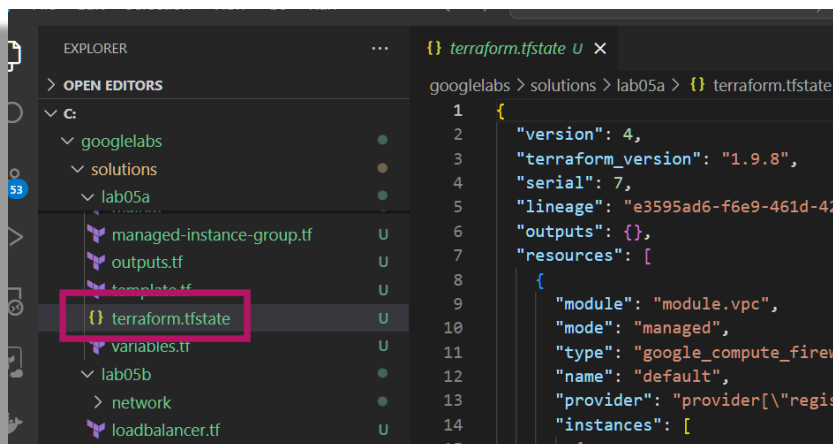 EXPLORER
OPEN EDITORS
C:
googlelabs
solutions
lab05a
managed-instance-group.tf U
outputs.tf U
template.tf U
{} terraform.tfstate U
variables.tf U
lab05b
network
loadbalancer.tf U
53
{} terraform.tfstate U
googlelabs > solutions > lab05a > {} terraform.tfstate
1 {
2 "version": 4,
3 "terraform_version": "1.9.8",
4 "serial": 7,
5 "lineage": "e3595ad6-f6e9-461d-42
6 "outputs": {},
7 "resources": [
8 {
9 "module": "module.vpc",
10 "mode": "managed",
11 "type": "google_compute_firew
12 "name": "default",
13 "provider": "provider[\"regis
14 "instances": [